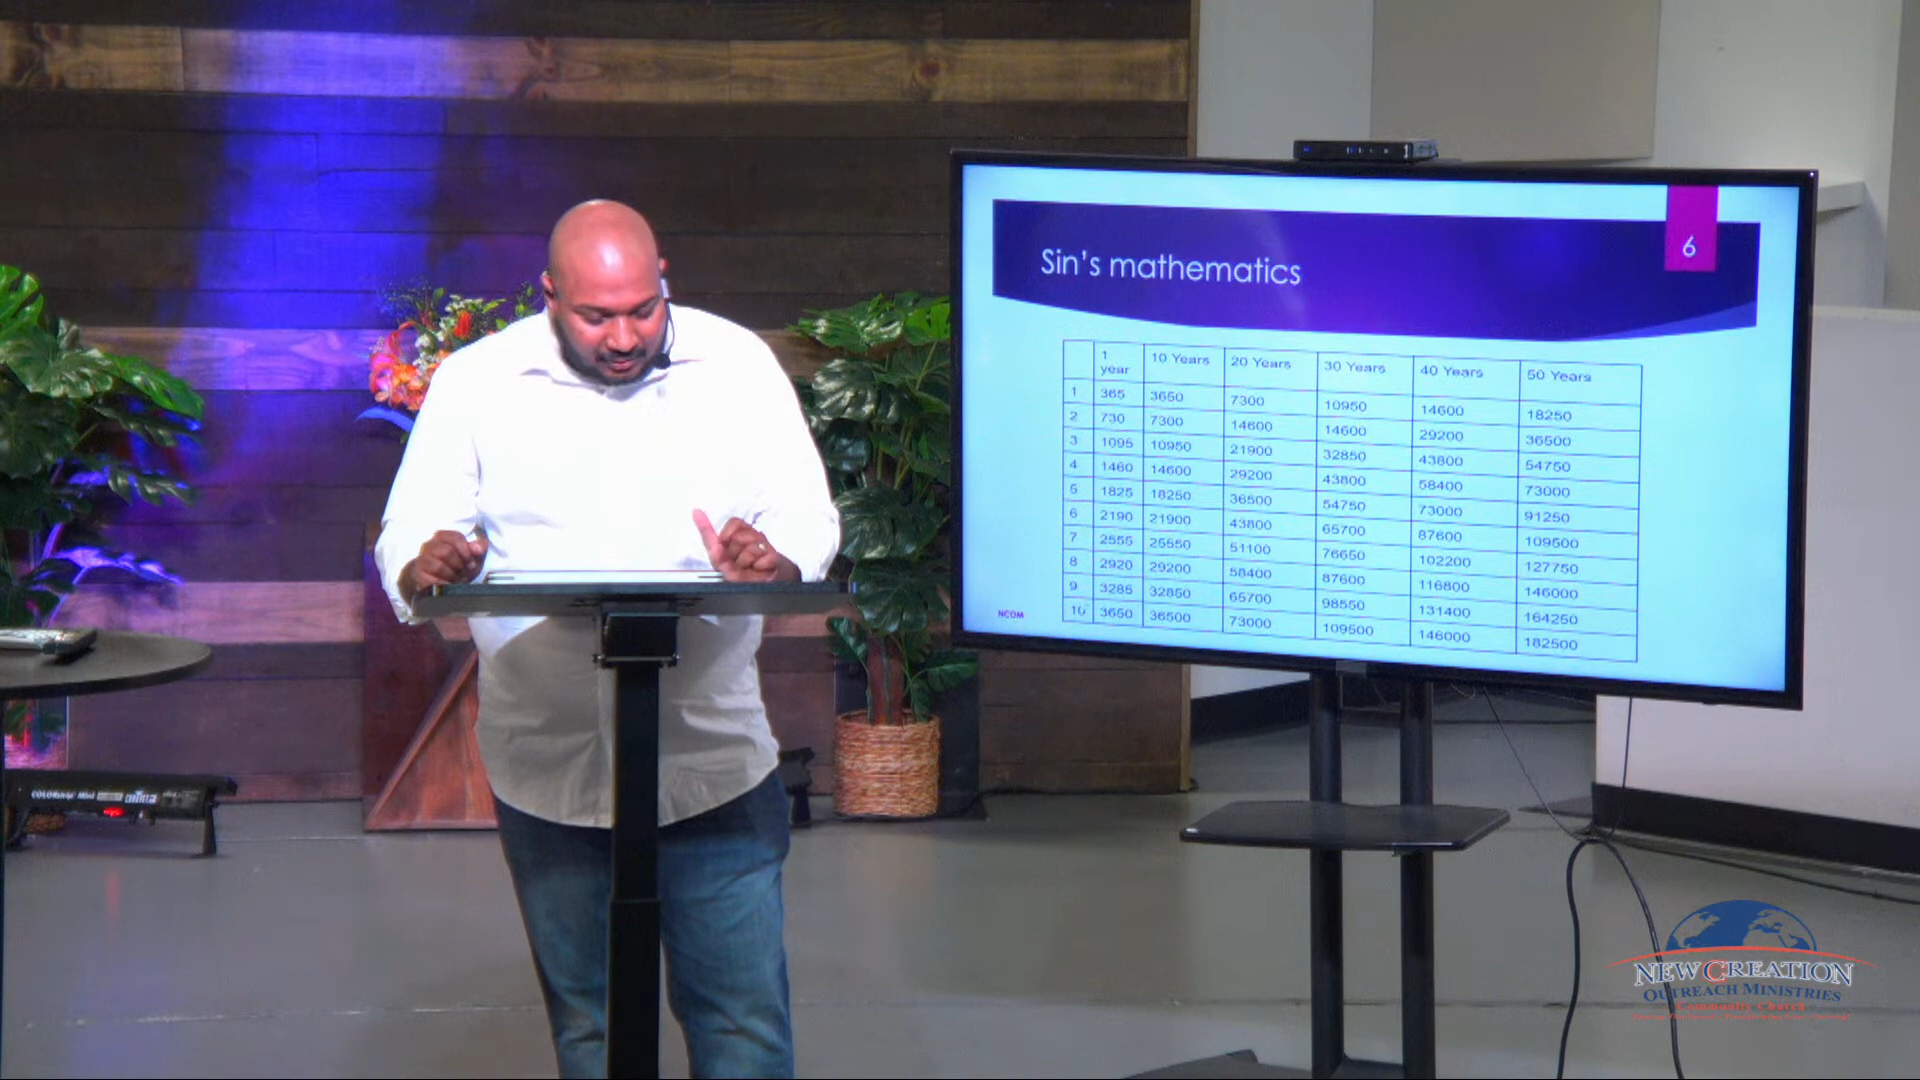 6
Sin's mathematics
1 year 10 Years 20 Years 30 Years 40 Years 50 Years
1 365 3650 7300 10950 14600 18250
2 730 7300 14600 14600 29200 36500
3 1095 10950 21900 32850 43800 54750
4 1460 14600 29200 43800 58400 73000
5 1825 18250 36500 54750 73000 91250
6 2190 21900 43800 65700 87600 109500
7 2555 25550 51100 76650 102200 127750
8 2920 29200 58400 87600 116800 146000
9 3285 32850 65700 98550 131400 164250
10 3650 36500 73000 109500 146000 182500
NCOM
COLORstrip Mini
NEW CREATION
OUTREACH MINISTRIES
Community Church